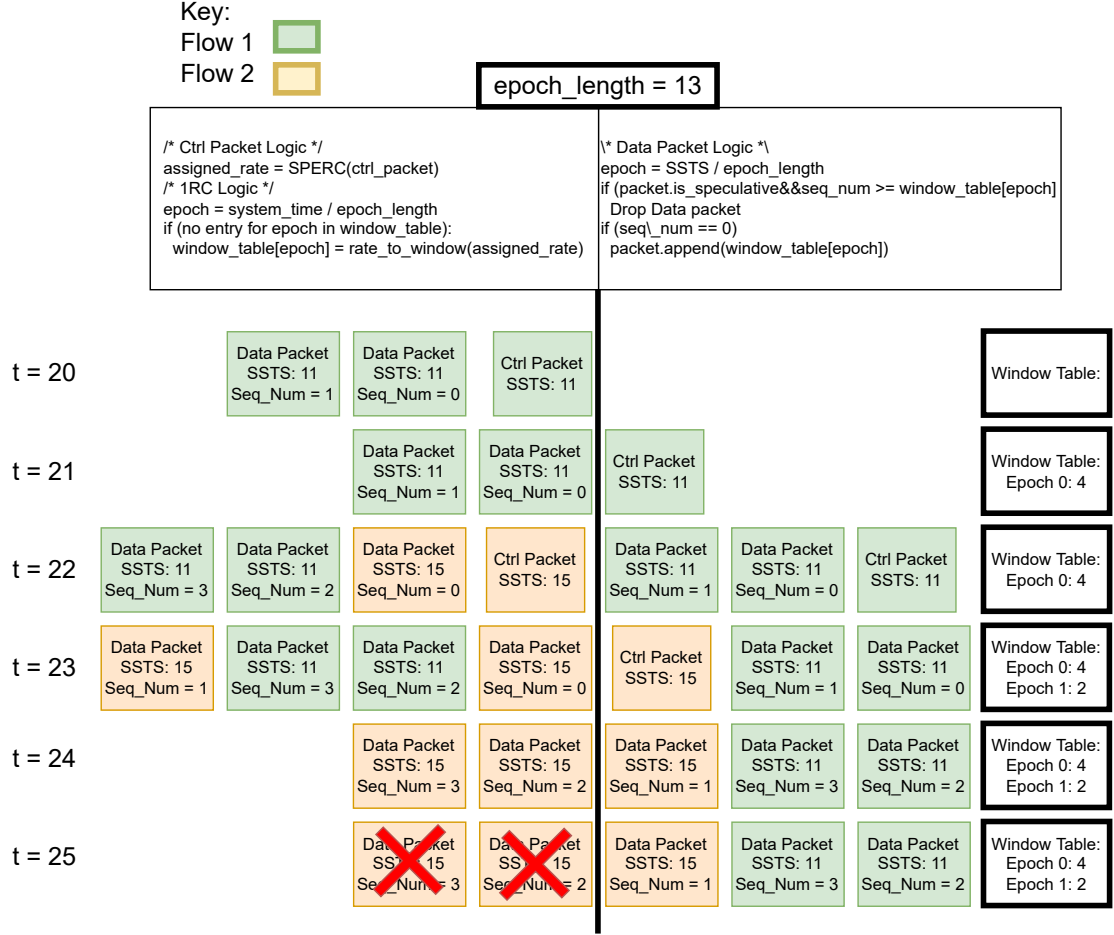 Key:
Flow 1
Flow 2
epoch_length = 13
/* Ctrl Packet Logic */
assigned_rate = SPERC(ctrl_packet)
/* 1RC Logic */
epoch = system_time / epoch_length
if (no entry for epoch in window_table):
window_table[epoch] = rate_to_window(assigned_rate)
\* Data Packet Logic *\
epoch = SSTS / epoch_length
if (packet.is_speculative&&seq_num >= window_table[epoch]
Drop Data packet
if (seq\_num == 0)
packet.append(window_table[epoch])
t = 20
Data Packet
SSTS: 11
Seq_Num = 1
Data Packet
SSTS: 11
Seq_Num = 0
Ctrl Packet
SSTS: 11
Window Table:
t = 21
Data Packet
SSTS: 11
Seq_Num = 1
Data Packet
SSTS: 11
Seq_Num = 0
Ctrl Packet
SSTS: 11
Window Table:
Epoch 0: 4
t = 22
Data Packet
SSTS: 11
Seq_Num = 3
Data Packet
SSTS: 11
Seq_Num = 2
Data Packet
SSTS: 15
Seq_Num = 0
Ctrl Packet
SSTS: 15
Data Packet
SSTS: 11
Seq_Num = 1
Data Packet
SSTS: 11
Seq_Num = 0
Ctrl Packet
SSTS: 11
Window Table:
Epoch 0: 4
t = 23
Data Packet
SSTS: 15
Seq_Num = 1
Data Packet
SSTS: 11
Seq_Num = 3
Data Packet
SSTS: 11
Seq_Num = 2
Data Packet
SSTS: 15
Seq_Num = 0
Ctrl Packet
SSTS: 15
Data Packet
SSTS: 11
Seq_Num = 1
Data Packet
SSTS: 11
Seq_Num = 0
Window Table:
Epoch 0: 4
Epoch 1: 2
t = 24
Data Packet
SSTS: 15
Seq_Num = 3
Data Packet
SSTS: 15
Seq_Num = 2
Data Packet
SSTS: 15
Seq_Num = 1
Data Packet
SSTS: 11
Seq_Num = 3
Data Packet
SSTS: 11
Seq_Num = 2
Window Table:
Epoch 0: 4
Epoch 1: 2
t = 25
Data Packet
SSTS: 15
Seq_Num = 3
Data Packet
SSTS: 15
Seq_Num = 2
Data Packet
SSTS: 15
Seq_Num = 1
Data Packet
SSTS: 11
Seq_Num = 3
Data Packet
SSTS: 11
Seq_Num = 2
Window Table:
Epoch 0: 4
Epoch 1: 2